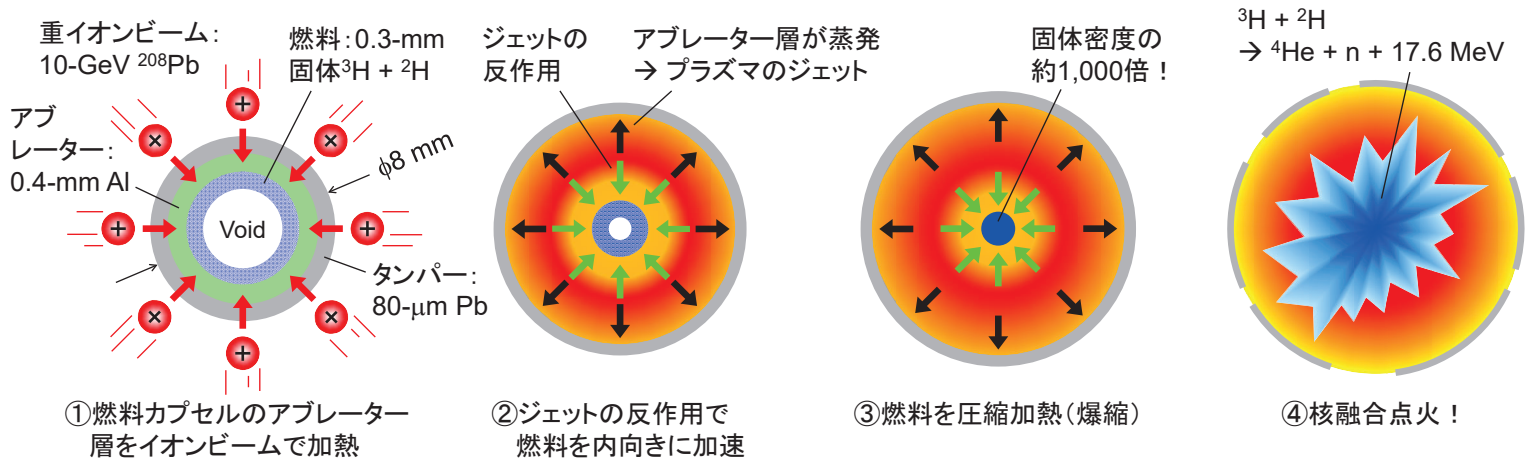 重イオンビーム:
10-GeV ²⁰⁸Pb
燃料:0.3-mm
固体³H + ²H
アブ
レーター:
0.4-mm Al
φ8 mm
Void
タンパー:
80-μm Pb
①燃料カプセルのアブレーター
層をイオンビームで加熱
ジェットの
反作用
アブレーター層が蒸発
→ プラズマのジェット
②ジェットの反作用で
燃料を内向きに加速
固体密度の
約1,000倍!
③燃料を圧縮加熱(爆縮)
³H + ²H
→ ⁴He + n + 17.6 MeV
④核融合点火!